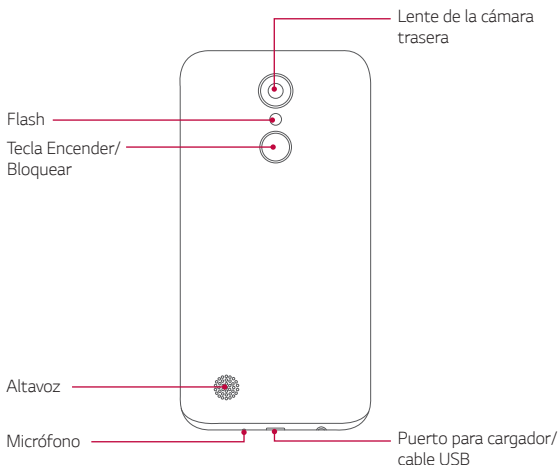 Lente de la cámara
trasera
Flash
Tecla Encender/
Bloquear
Altavoz
Micrófono
Puerto para cargador/
cable USB